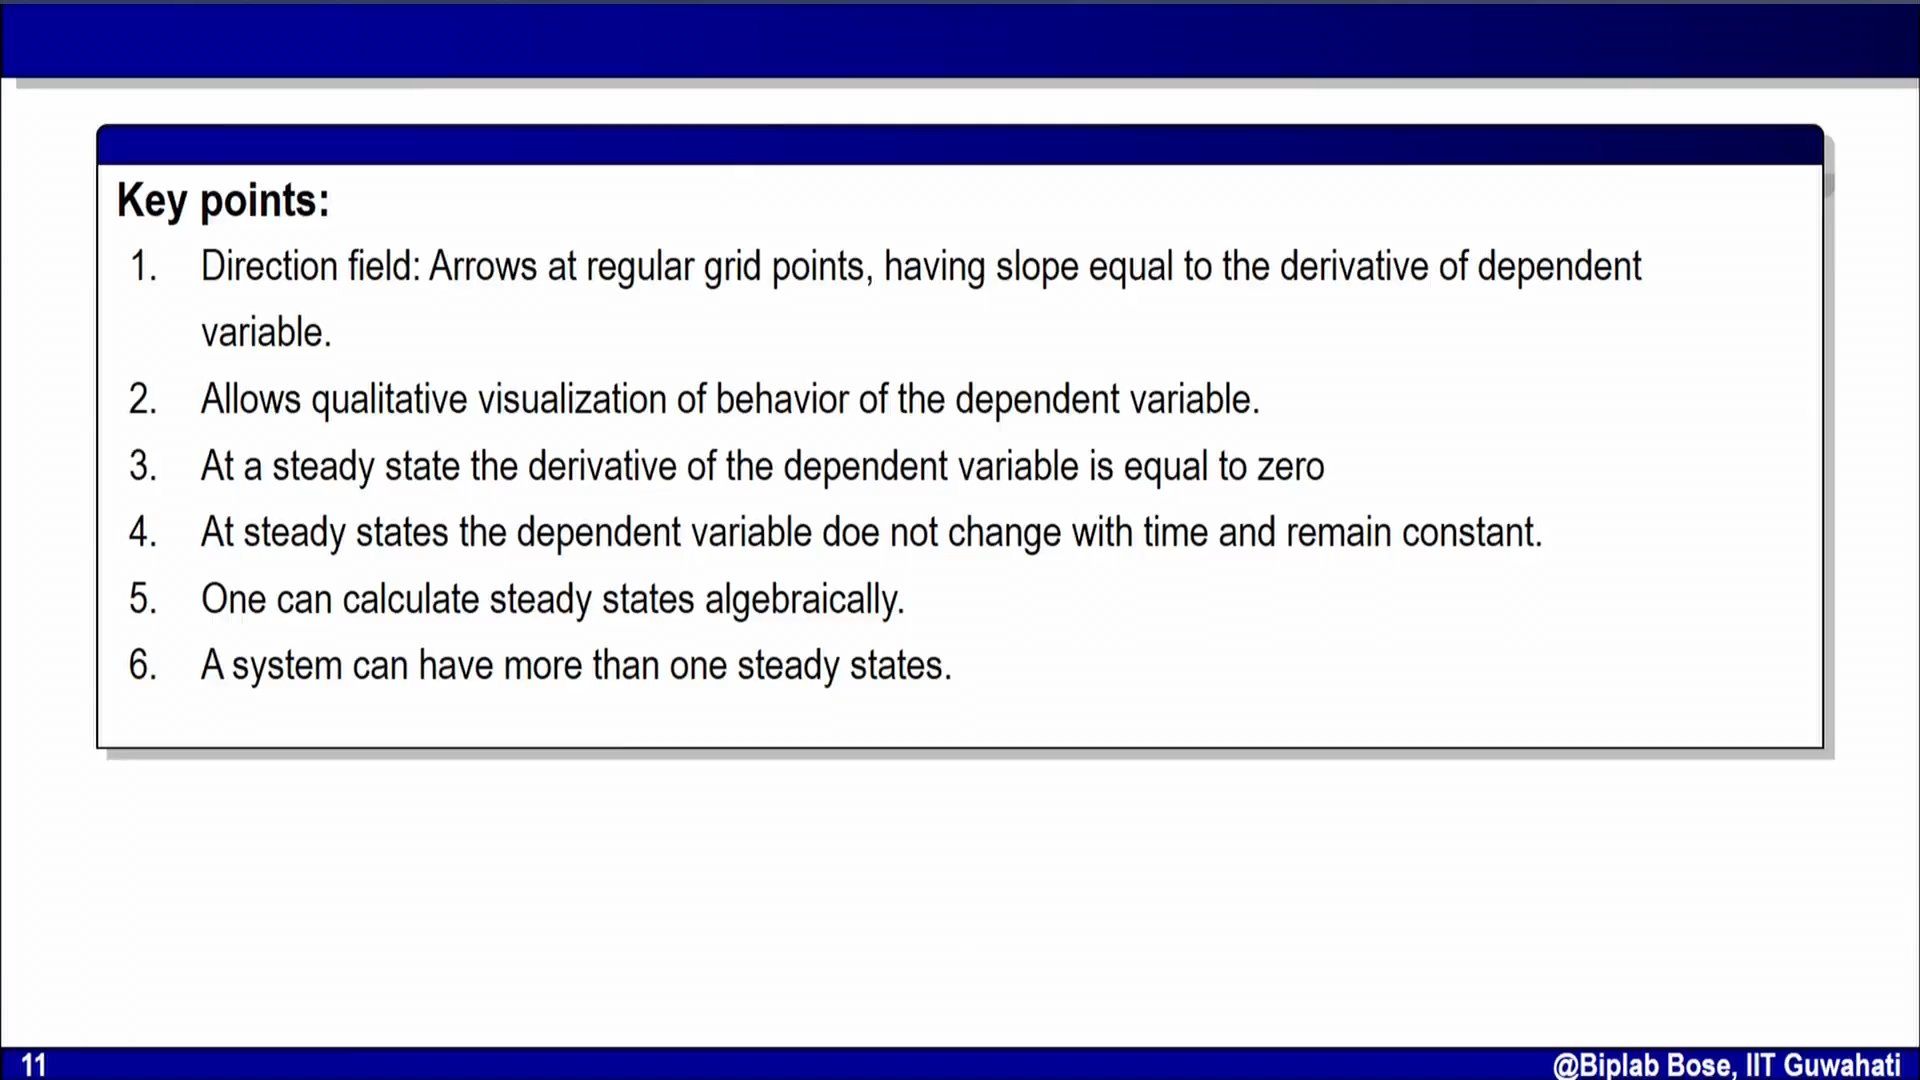 Key points:
1. Direction field: Arrows at regular grid points, having slope equal to the derivative of dependent
variable.
2. Allows qualitative visualization of behavior of the dependent variable.
3. At a steady state the derivative of the dependent variable is equal to zero
4. At steady states the dependent variable doe not change with time and remain constant.
5. One can calculate steady states algebraically.
6. A system can have more than one steady states.
11
@Biplab Bose, IIT Guwahati